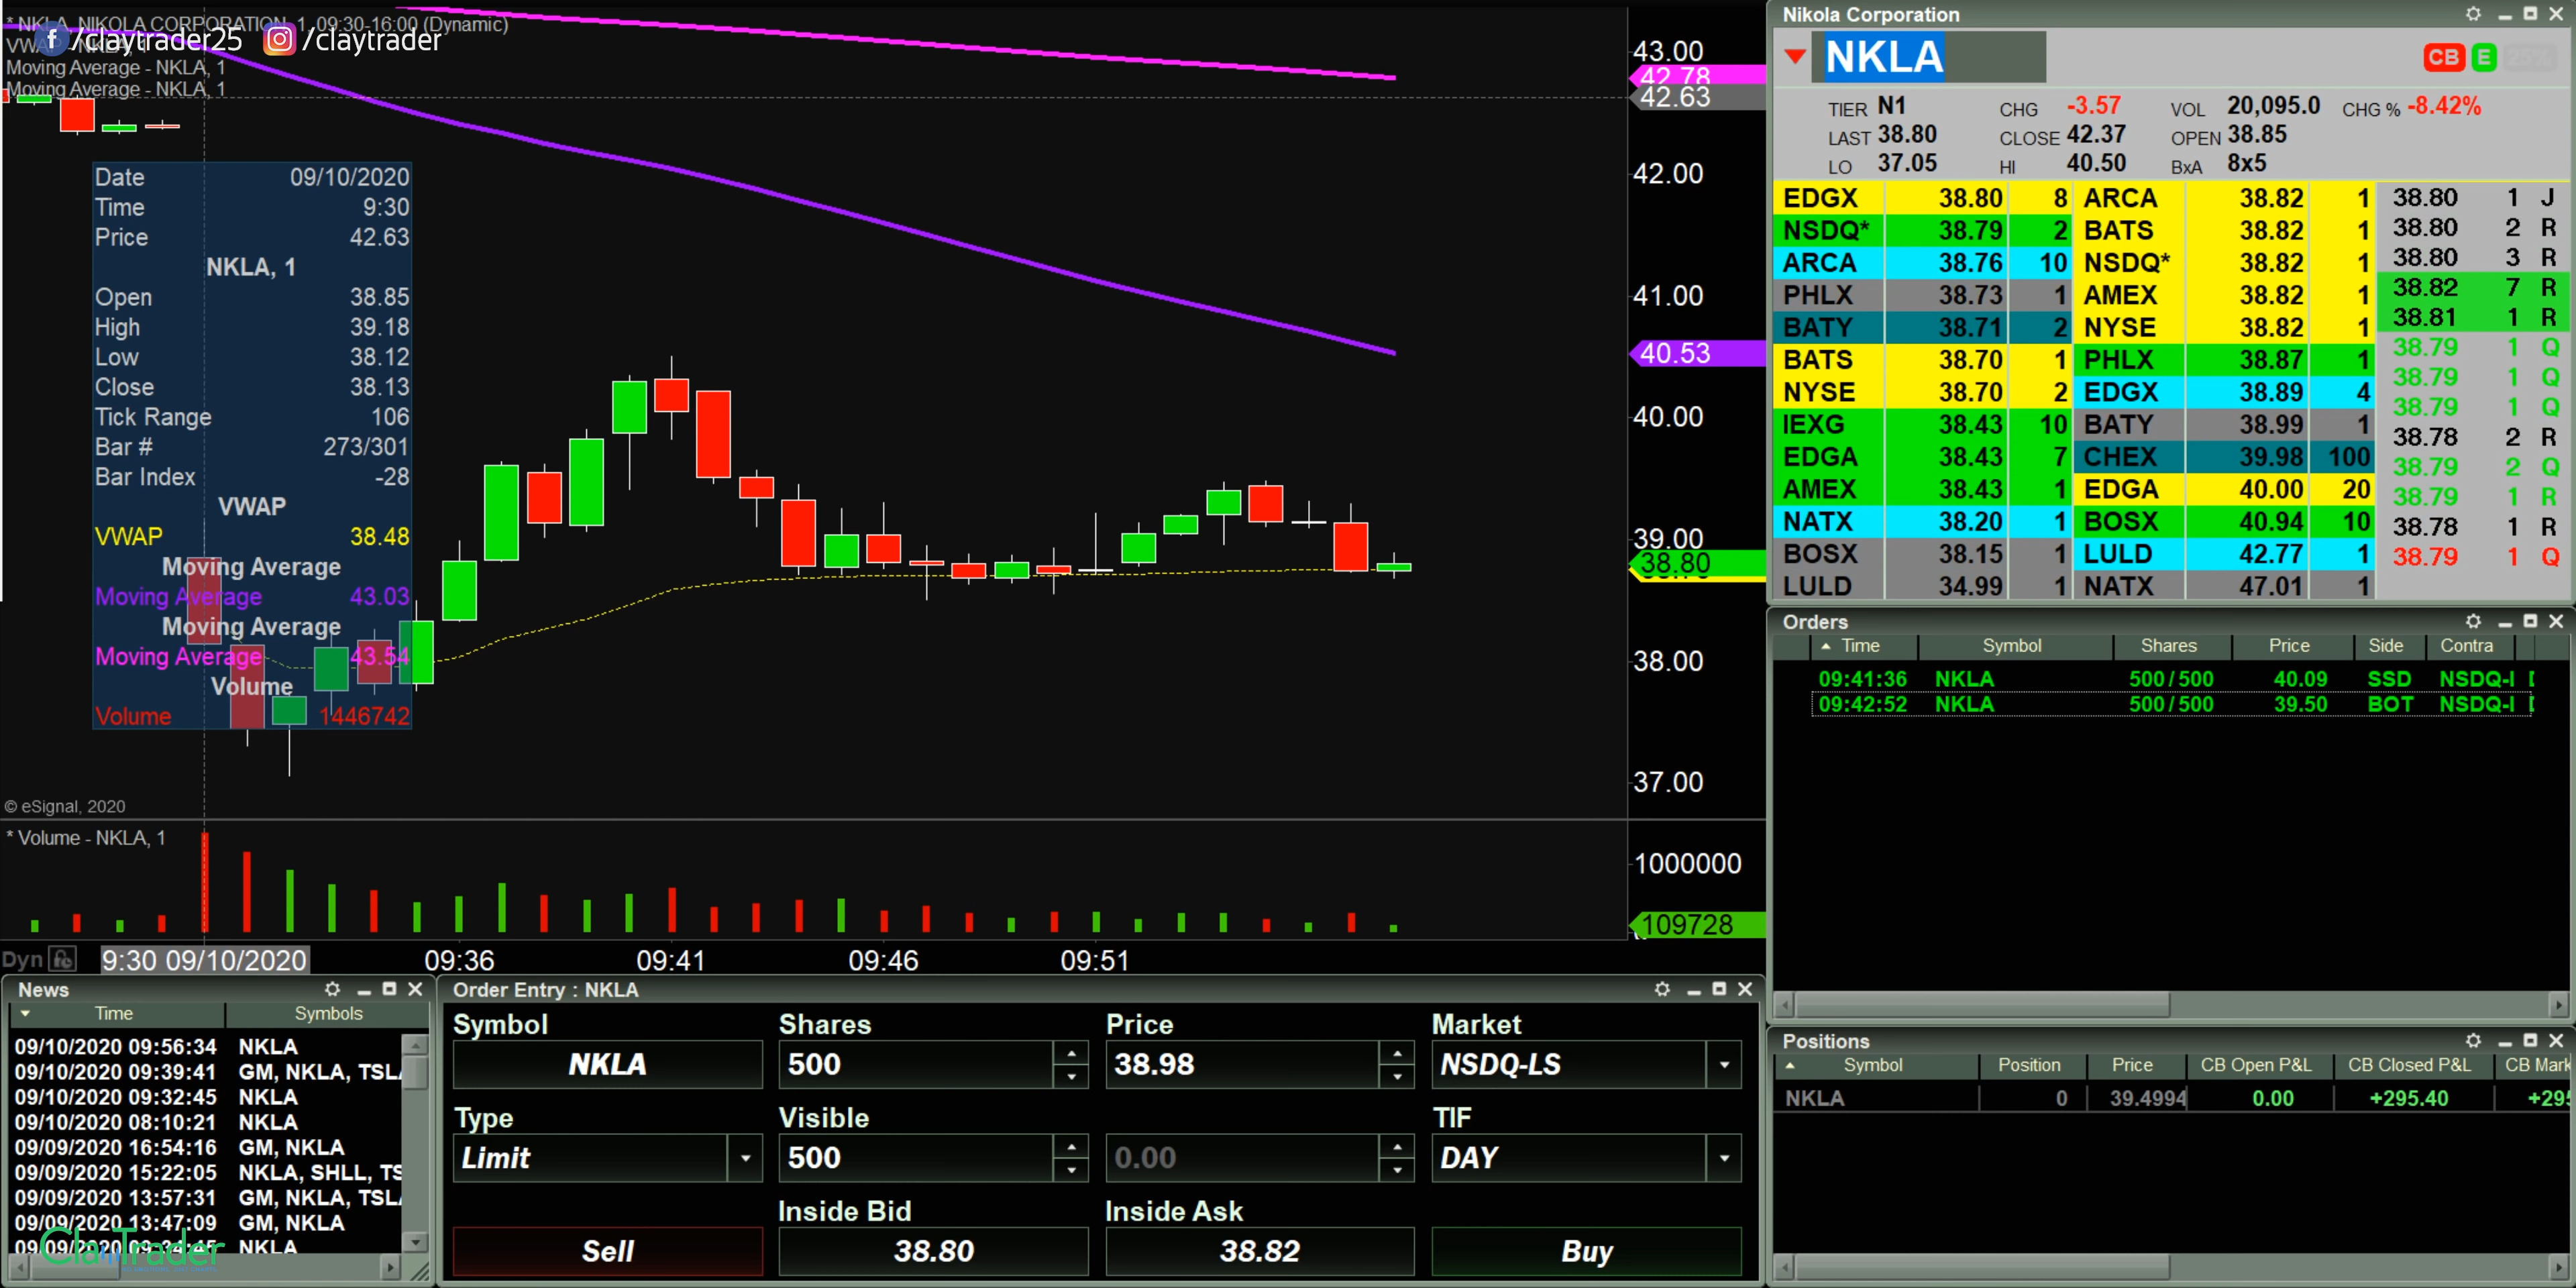 * NKLA, NIKOLA CORPORATION, 1, 09:30-16:00 (Dynamic)
/claytrader25 /claytrader
VWAP - NKLA, 1
Moving Average - NKLA, 1
Moving Average - NKLA, 1
Date 09/10/2020
Time 9:30
Price 42.63
NKLA, 1
Open 38.85
High 39.18
Low 38.12
Close 38.13
Tick Range 106
Bar # 273/301
Bar Index -28
VWAP
VWAP 38.48
Moving Average
Moving Average 43.03
Moving Average
Moving Average 43.54
Volume
Volume 1446742
© eSignal, 2020
43.00
42.78
42.63
42.00
41.00
40.53
40.00
39.00
38.80
38.00
37.00
* Volume - NKLA, 1
1000000
109728
Dyn 9:30 09/10/2020 09:36 09:41 09:46 09:51
Nikola Corporation
NKLA
CB E
TIER N1 CHG -3.57 VOL 20,095.0 CHG % -8.42%
LAST 38.80 CLOSE 42.37 OPEN 38.85
LO 37.05 HI 40.50 BxA 8x5
EDGX 38.80 8 ARCA 38.82 1
NSDQ* 38.79 2 BATS 38.82 1
ARCA 38.76 10 NSDQ* 38.82 1
PHLX 38.73 1 AMEX 38.82 1
BATY 38.71 2 NYSE 38.82 1
BATS 38.70 1 PHLX 38.87 1
NYSE 38.70 2 EDGX 38.89 4
IEXG 38.43 10 BATY 38.99 1
EDGA 38.43 7 CHEX 39.98 100
AMEX 38.43 1 EDGA 40.00 20
NATX 38.20 1 BOSX 40.94 10
BOSX 38.15 1 LULD 42.77 1
LULD 34.99 1 NATX 47.01 1
38.80 1 J
38.80 2 R
38.80 3 R
38.82 7 R
38.81 1 R
38.79 1 Q
38.79 1 Q
38.79 1 Q
38.78 2 R
38.79 2 Q
38.79 1 R
38.78 1 R
38.79 1 Q
Orders
Time Symbol Shares Price Side Contra
09:41:36 NKLA 500/500 40.09 SSD NSDQ-I
09:42:52 NKLA 500/500 39.50 BOT NSDQ-I
Positions
Symbol Position Price CB Open P&L CB Closed P&L CB Mark
NKLA 0 39.4994 0.00 +295.40 +295
News
Time Symbols
09/10/2020 09:56:34 NKLA
09/10/2020 09:39:41 GM, NKLA, TSLA
09/10/2020 09:32:45 NKLA
09/10/2020 08:10:21 NKLA
09/09/2020 16:54:16 GM, NKLA
09/09/2020 15:22:05 NKLA, SHLL, TS
09/09/2020 13:57:31 GM, NKLA, TSLA
09/09/2020 13:47:09 GM, NKLA
09/09/2020 NKLA
ClayTrader
Order Entry : NKLA
Symbol Shares Price Market
NKLA 500 38.98 NSDQ-LS
Type Visible TIF
Limit 500 0.00 DAY
Inside Bid Inside Ask
Sell 38.80 38.82 Buy